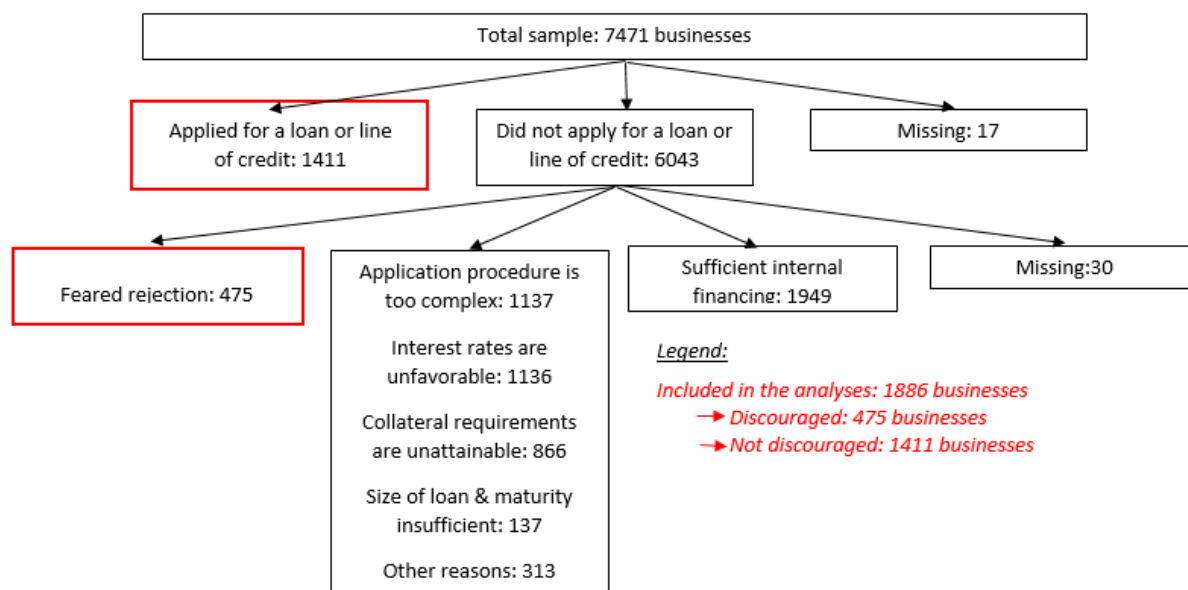 Total sample: 7471 businesses
Applied for a loan or line
of credit: 1411
Did not apply for a loan or
line of credit: 6043
Missing: 17
Feared rejection: 475
Application procedure is
too complex: 1137
Interest rates are
unfavorable: 1136
Collateral requirements
are unattainable: 866
Size of loan & maturity
insufficient: 137
Other reasons: 313
Sufficient internal
financing: 1949
Missing:30
Legend:
Included in the analyses: 1886 businesses
Discouraged: 475 businesses
Not discouraged: 1411 businesses